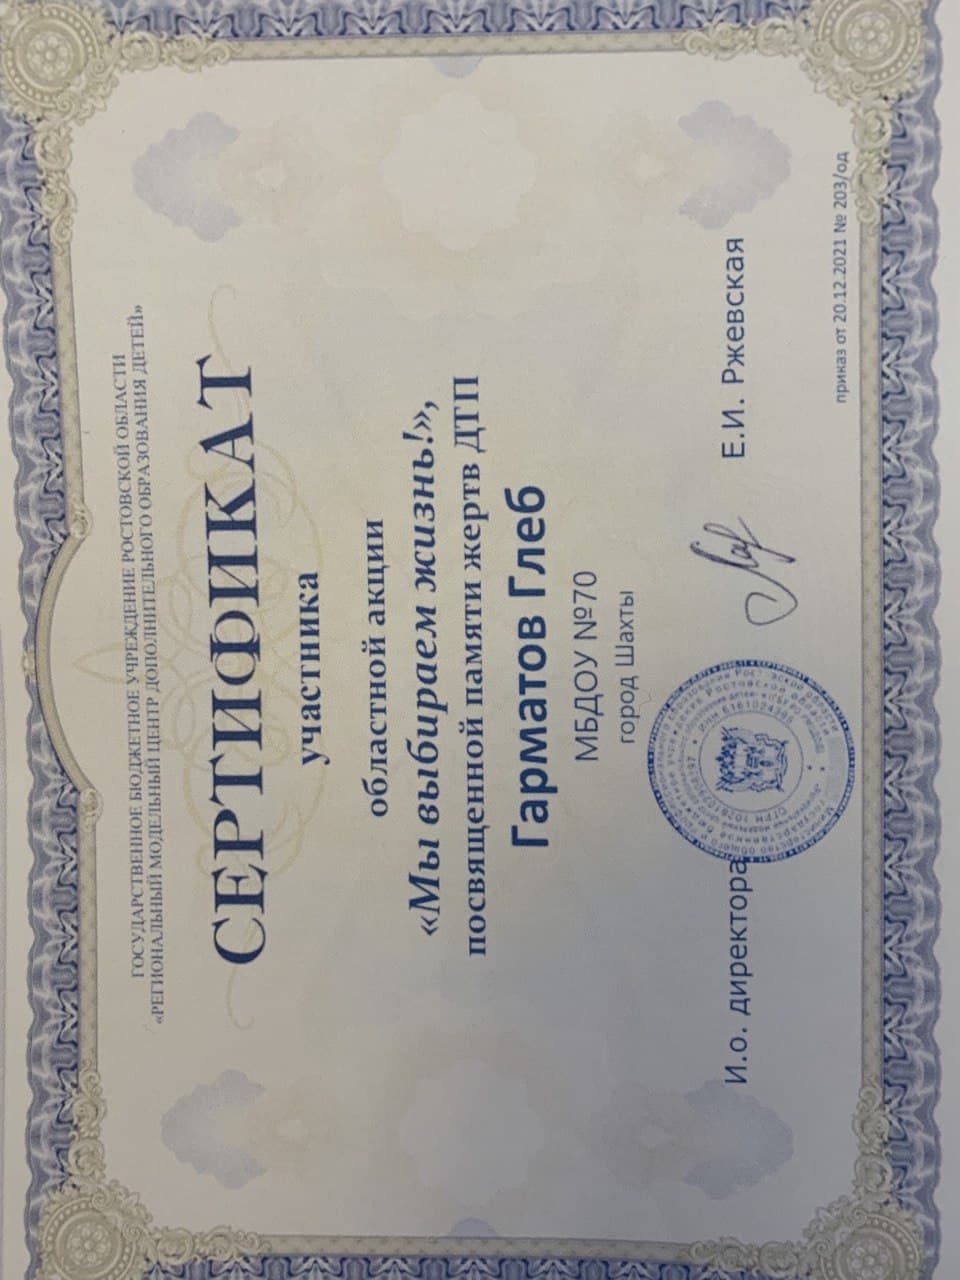 ГОСУДАРСТВЕННОЕ БЮДЖЕТНОЕ УЧРЕЖДЕНИЕ РОСТОВСКОЙ ОБЛАСТИ
«РЕГИОНАЛЬНЫЙ МОДЕЛЬНЫЙ ЦЕНТР ДОПОЛНИТЕЛЬНОГО ОБРАЗОВАНИЯ ДЕТЕЙ»
СЕРТИФИКАТ
участника
областной акции
«Мы выбираем жизнь!»,
посвященной памяти жертв ДТП
Гарматов Глеб
МБДОУ №70
город Шахты
И.о. директора Е.И. Ржевская
приказ от 20.12.2021 № 203/од